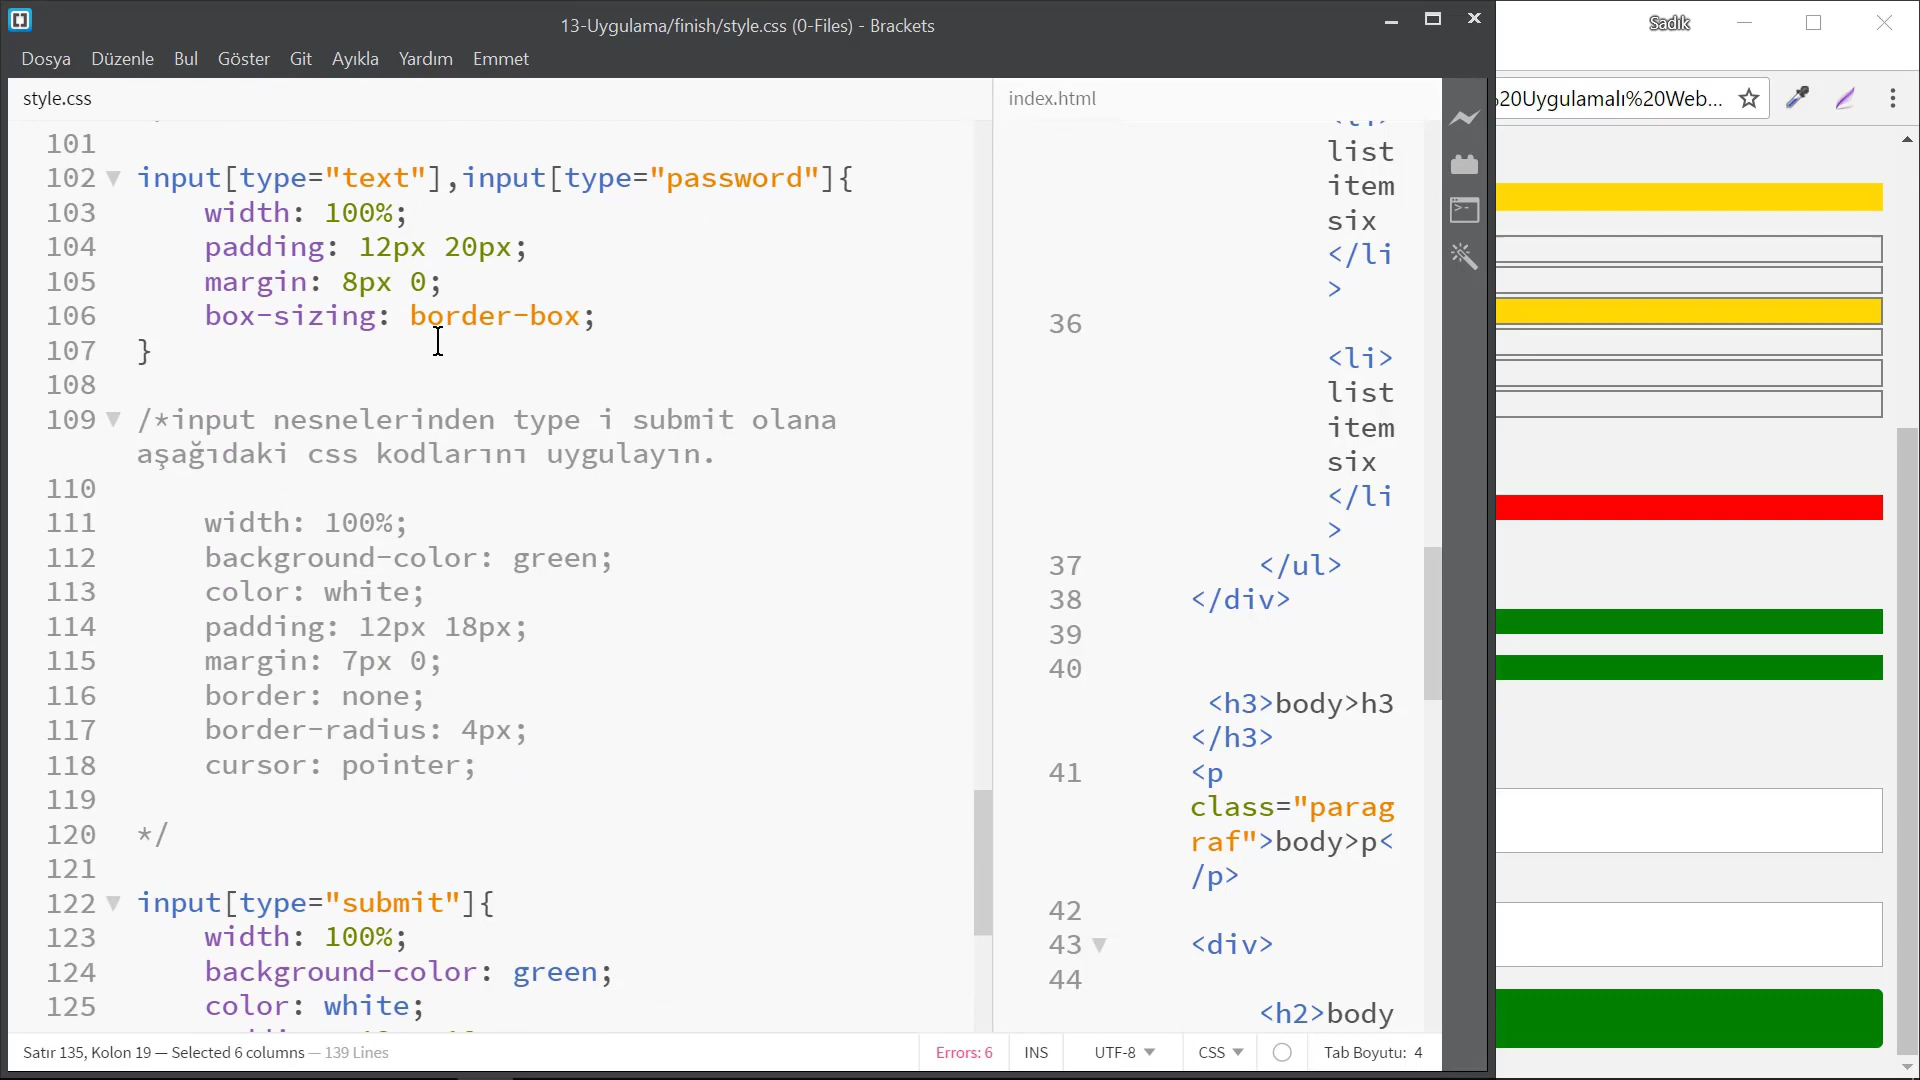 13-Uygulama/finish/style.css (0-Files) - Brackets
Sadık
Dosya Düzenle Bul Göster Git Ayıkla Yardım Emmet
style.css
101
102 input[type="text"],input[type="password"]{
103 width: 100%;
104 padding: 12px 20px;
105 margin: 8px 0;
106 box-sizing: border-box;
107 }
108
109 /*input nesnelerinden type i submit olana
aşağıdaki css kodlarını uygulayın.
110
111 width: 100%;
112 background-color: green;
113 color: white;
114 padding: 12px 18px;
115 margin: 7px 0;
116 border: none;
117 border-radius: 4px;
118 cursor: pointer;
119
120 */
121
122 input[type="submit"]{
123 width: 100%;
124 background-color: green;
125 color: white;
index.html
list
item
six
</li
>
36
<li>
list
item
six
</li
>
37 </ul>
38 </div>
39
40
<h3>body>h3
</h3>
41 <p
class="parag
raf">body>p<
/p>
42
43 <div>
44
<h2>body
%20Uygulamalı%20Web...
Satır 135, Kolon 19 — Selected 6 columns — 139 Lines
Errors: 6 INS UTF-8 CSS Tab Boyutu: 4